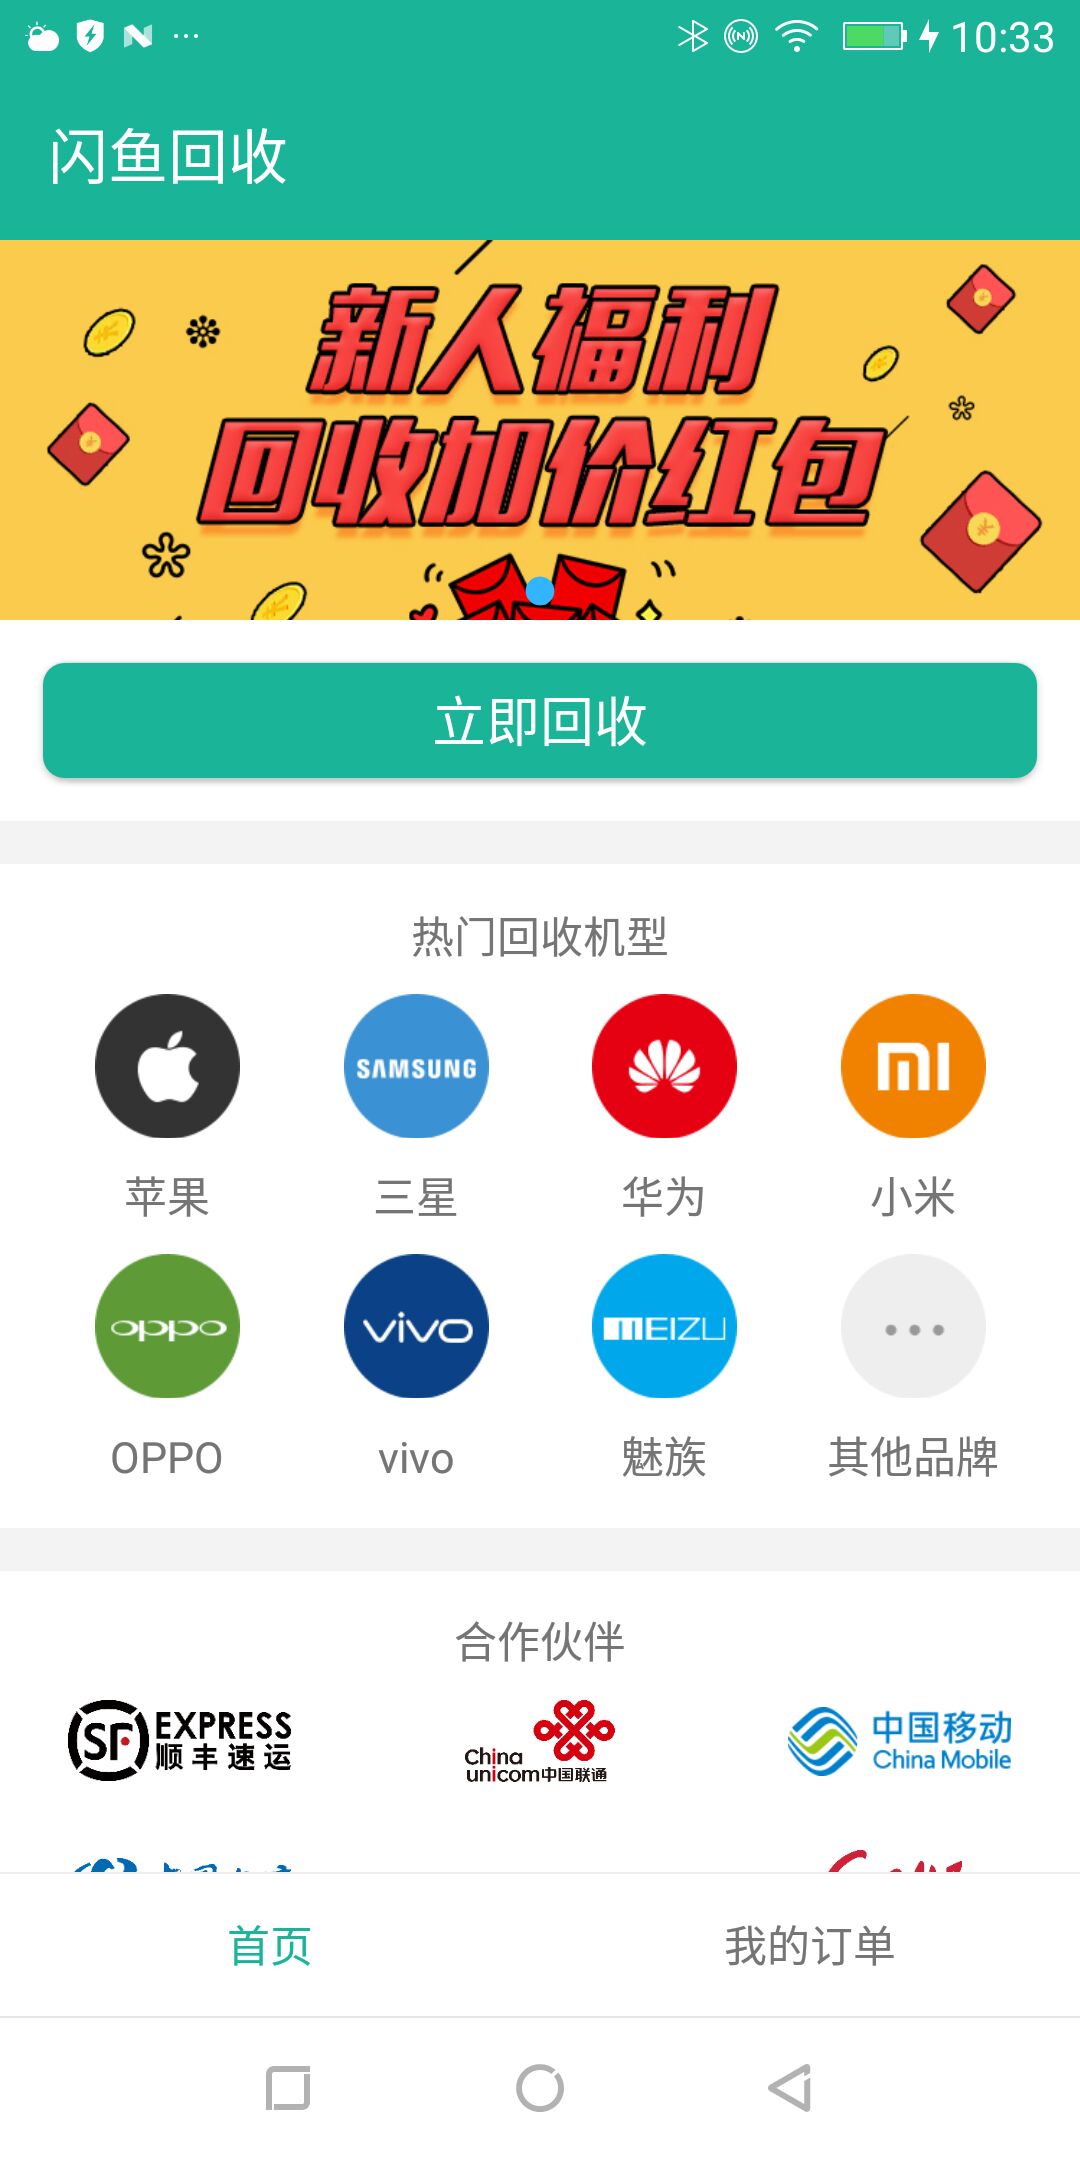 10:33
闪鱼回收
新人福利
回收加价红包
立即回收
热门回收机型
SAMSUNG
苹果 三星 华为 小米
oppo vivo MEIZU
OPPO vivo 魅族 其他品牌
合作伙伴
SF EXPRESS
顺丰速运
China
unicom中国联通
中国移动
China Mobile
首页 我的订单